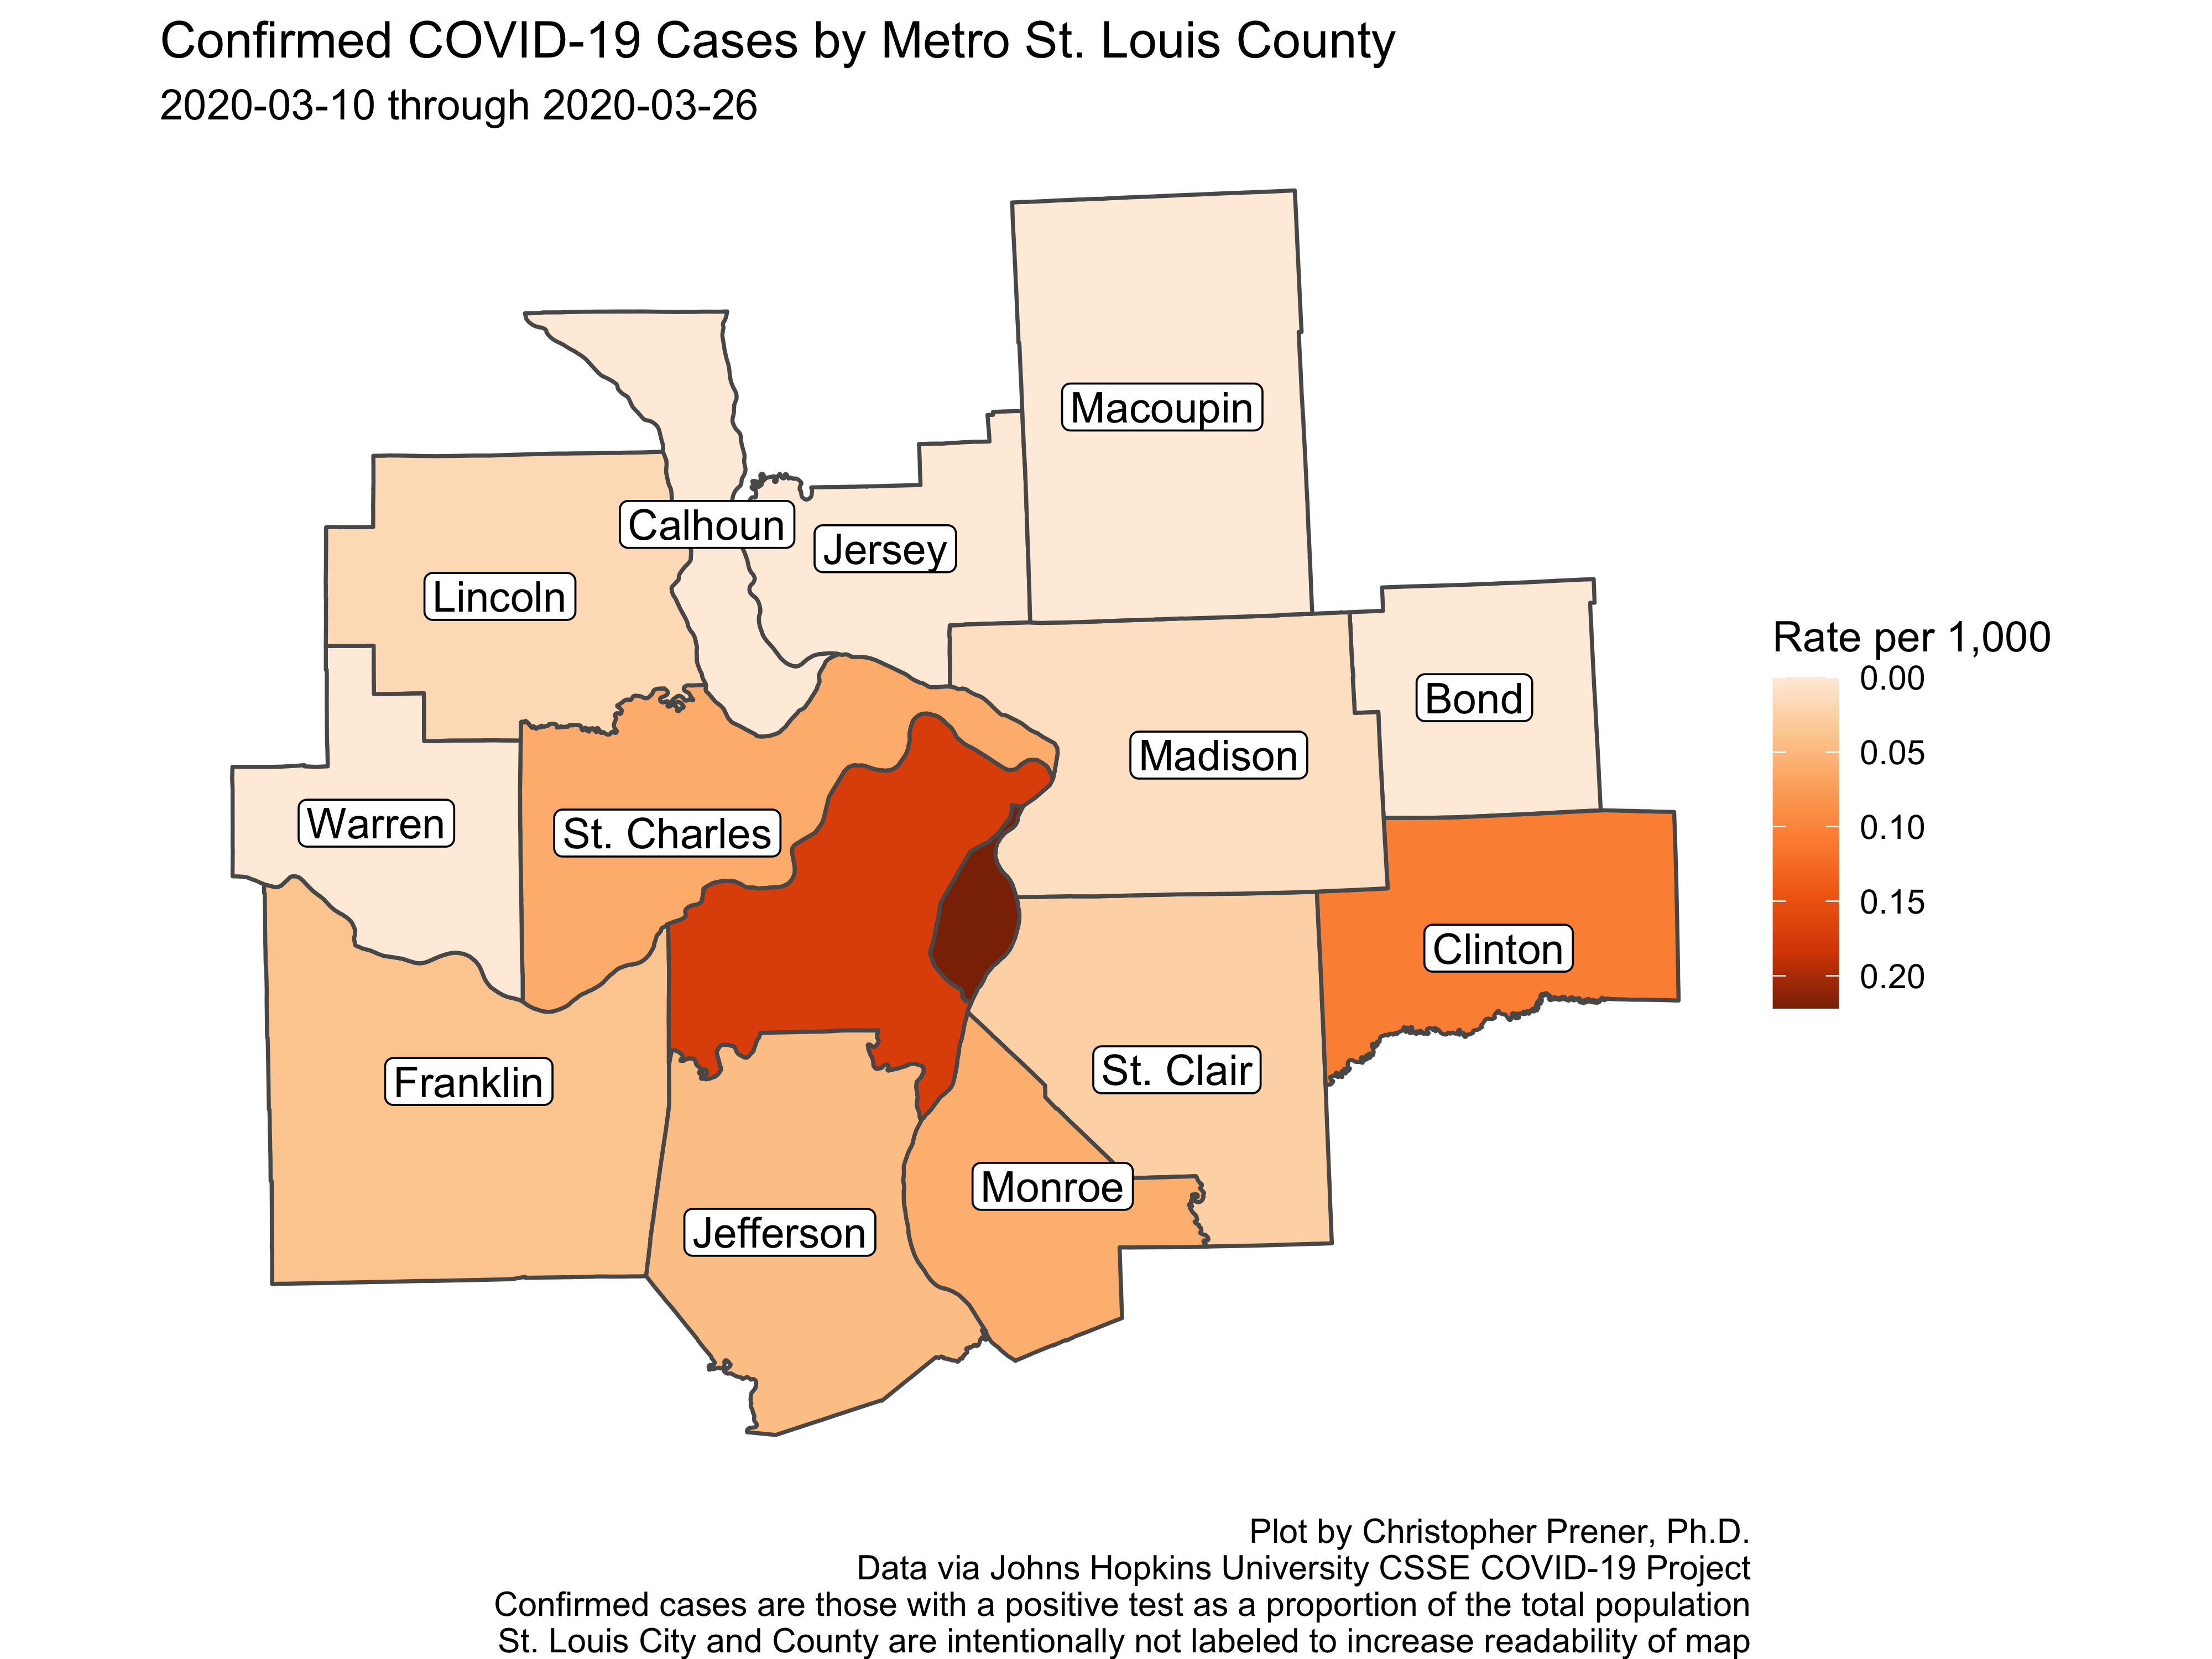 Confirmed COVID-19 Cases by Metro St. Louis County
2020-03-10 through 2020-03-26
Macoupin
Calhoun
Jersey
Lincoln
Rate per 1,000
0.00
0.05
0.10
0.15
0.20
Bond
Madison
Warren
St. Charles
Clinton
St. Clair
Franklin
Monroe
Jefferson
Plot by Christopher Prener, Ph.D.
Data via Johns Hopkins University CSSE COVID-19 Project
Confirmed cases are those with a positive test as a proportion of the total population
St. Louis City and County are intentionally not labeled to increase readability of map